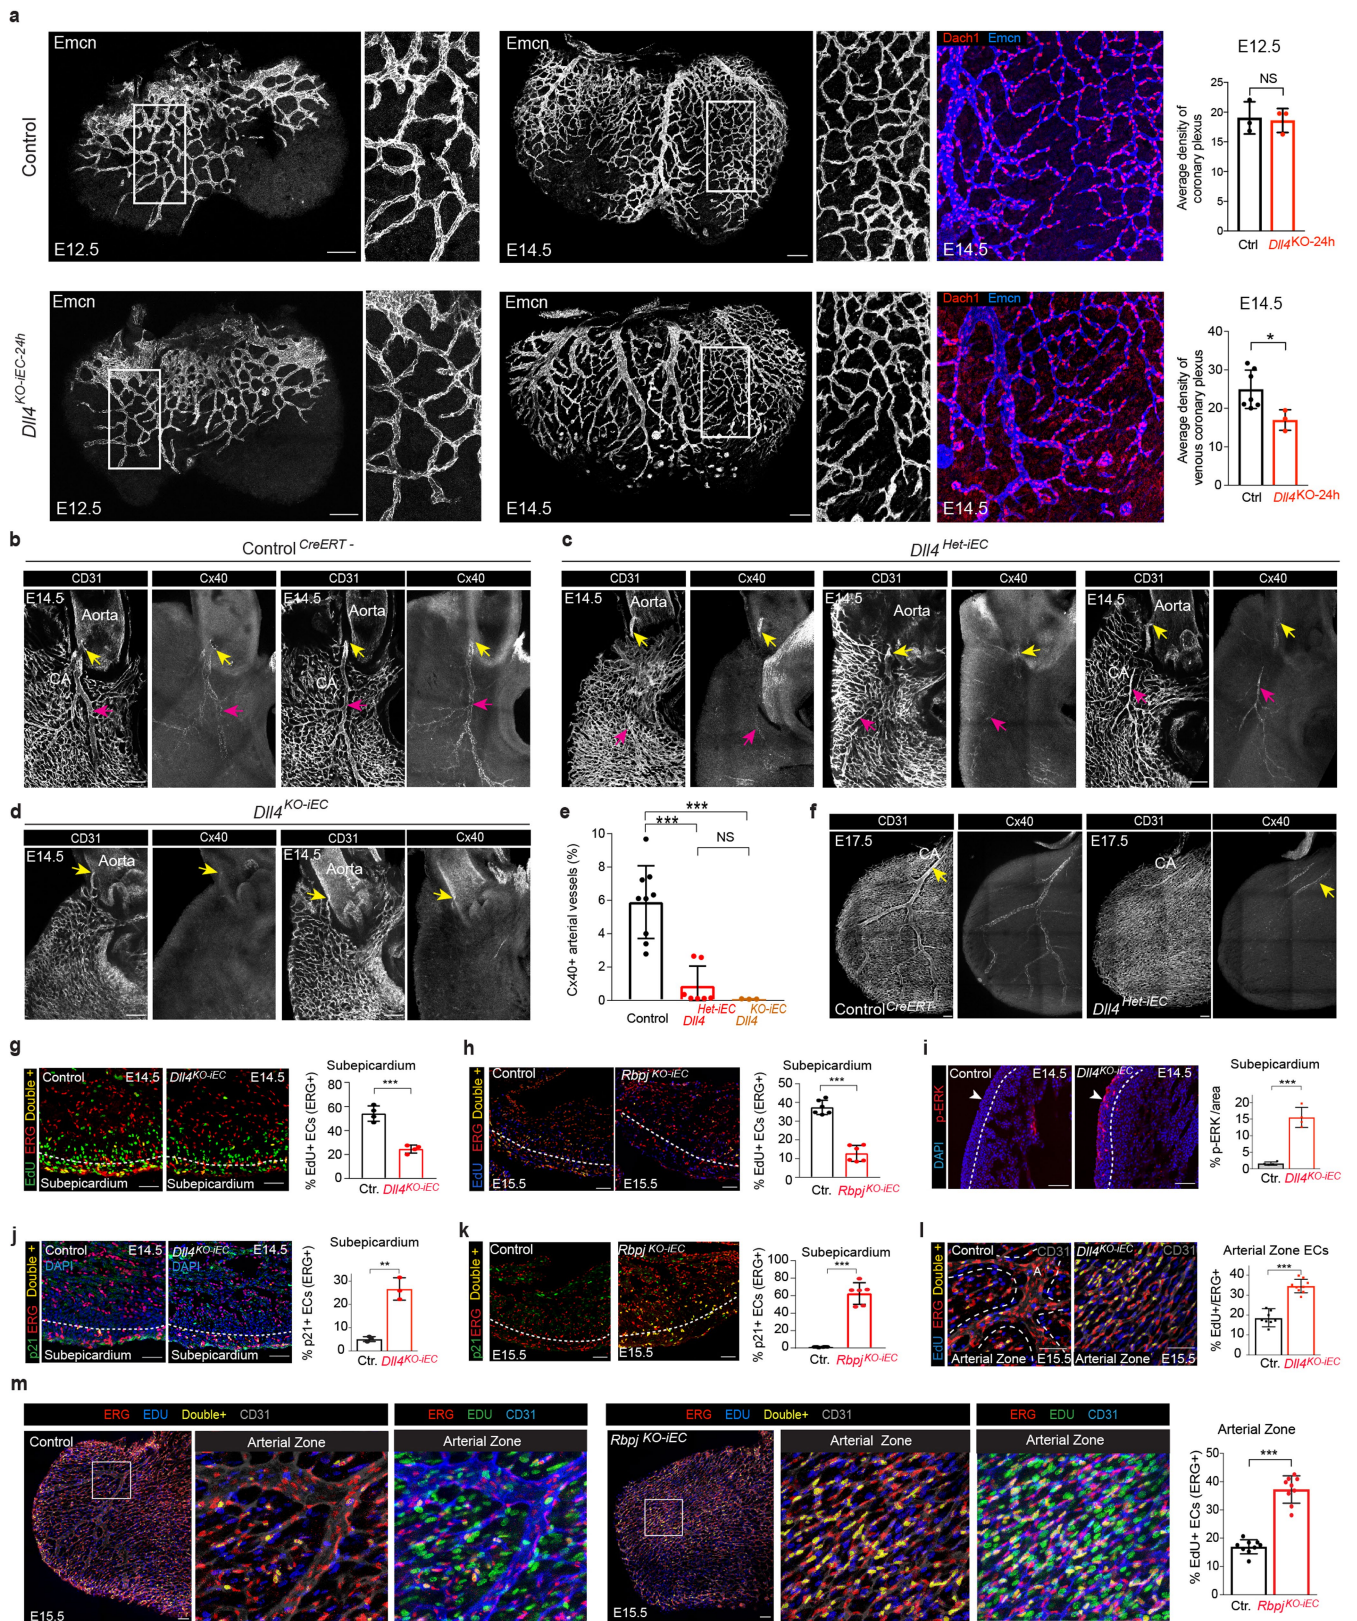 a
Control
Emcn
E12.5
Emcn
E14.5
Dach1 Emcn
E14.5
E12.5
NS
Average density of
coronary plexus
25
20
15
10
5
0
Ctrl Dll4KO-24h
Dll4KO-iEC-24h
Emcn
E12.5
Emcn
E14.5
Dach1 Emcn
E14.5
E14.5
*
Average density of
venous coronary plexus
40
30
20
10
0
Ctrl Dll4KO-24h
b
ControlCreERT -
CD31
Cx40
CD31
Cx40
E14.5
Aorta
CA
E14.5
Aorta
CA
c
Dll4Het-iEC
CD31
Cx40
CD31
Cx40
CD31
Cx40
E14.5
Aorta
E14.5
Aorta
E14.5
Aorta
CA
d
Dll4KO-iEC
CD31
Cx40
CD31
Cx40
E14.5
Aorta
E14.5
Aorta
e
***
***
NS
Cx40+ arterial vessels (%)
10
8
6
4
2
0
Control
Dll4Het-iEC
Dll4KO-iEC
f
CD31
Cx40
CD31
Cx40
E17.5
CA
ControlCreERT-
E17.5
CA
Dll4Het-iEC
g
EdU ERG Double +
Control
E14.5
Subepicardium
Dll4KO-iEC
E14.5
Subepicardium
Subepicardium
***
% EdU+ ECs (ERG+)
80
60
40
20
0
Ctr. Dll4KO-iEC
h
EdU ERG Double +
Control
E15.5
Rbpj KO-iEC
Subepicardium
***
% EdU+ ECs (ERG+)
50
40
30
20
10
0
Ctr. RbpjKO-iEC
i
DAPI p-ERK
Control
E14.5
Dll4KO-iEC
E14.5
Subepicardium
***
% p-ERK /area
20
15
10
5
0
Ctr. Dll4KO-iEC
j
p21 ERG Double +
Control
E14.5
DAPI
Subepicardium
Dll4KO-iEC
E14.5
DAPI
Subepicardium
Subepicardium
**
% p21+ ECs (ERG+)
30
20
10
0
Ctr. Dll4KO-iEC
k
p21 ERG Double +
Control
E15.5
Rbpj KO-iEC
E15.5
Subepicardium
***
% p21+ ECs (ERG+)
100
80
60
40
20
0
Ctr. RbpjKO-iEC
l
EdU ERG Double +
Control
CD31
A
Arterial Zone
E15.5
Dll4KO-iEC
CD31
Arterial Zone
E15.5
Arterial Zone ECs
***
% EdU+/ERG+
40
30
20
10
0
Ctr. Dll4KO-iEC
m
ERG EDU Double+ CD31
ERG EDU CD31
Control
E15.5
Arterial Zone
Arterial Zone
ERG EDU Double+ CD31
ERG EDU CD31
Rbpj KO-iEC
E15.5
Arterial Zone
Arterial Zone
Arterial Zone
***
% EdU+ ECs (ERG+)
50
40
30
20
10
0
Ctr. RbpjKO-iEC